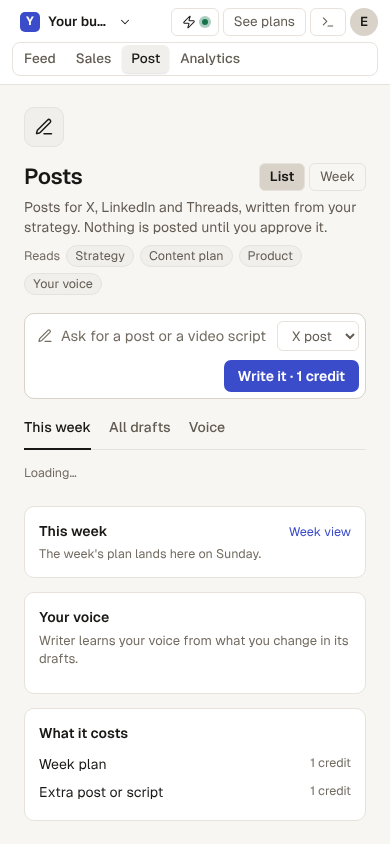 Y Your bu... See plans E
Feed Sales Post Analytics
Posts List Week
Posts for X, LinkedIn and Threads, written from your
strategy. Nothing is posted until you approve it.
Reads Strategy Content plan Product
Your voice
Ask for a post or a video script X post
Write it · 1 credit
This week All drafts Voice
Loading…
This week Week view
The week's plan lands here on Sunday.
Your voice
Writer learns your voice from what you change in its
drafts.
What it costs
Week plan 1 credit
Extra post or script 1 credit